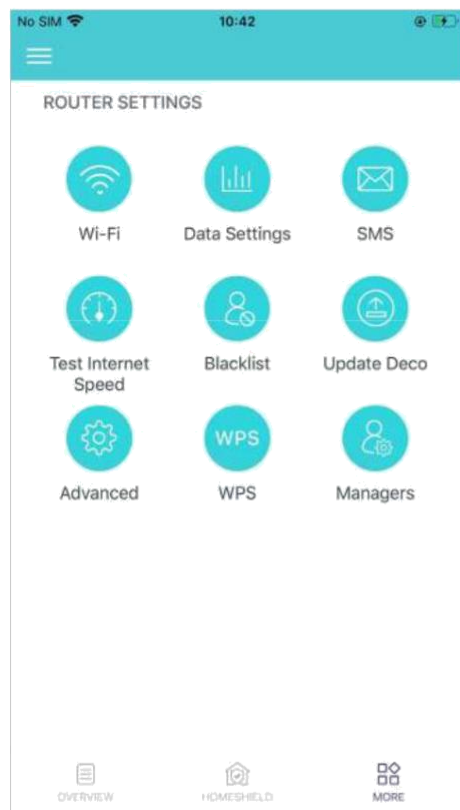 No SIM 10:42
ROUTER SETTINGS
Wi-Fi Data Settings SMS
Test Internet Speed Blacklist Update Deco
WPS
Advanced WPS Managers
OVERVIEW HOMESHIELD MORE